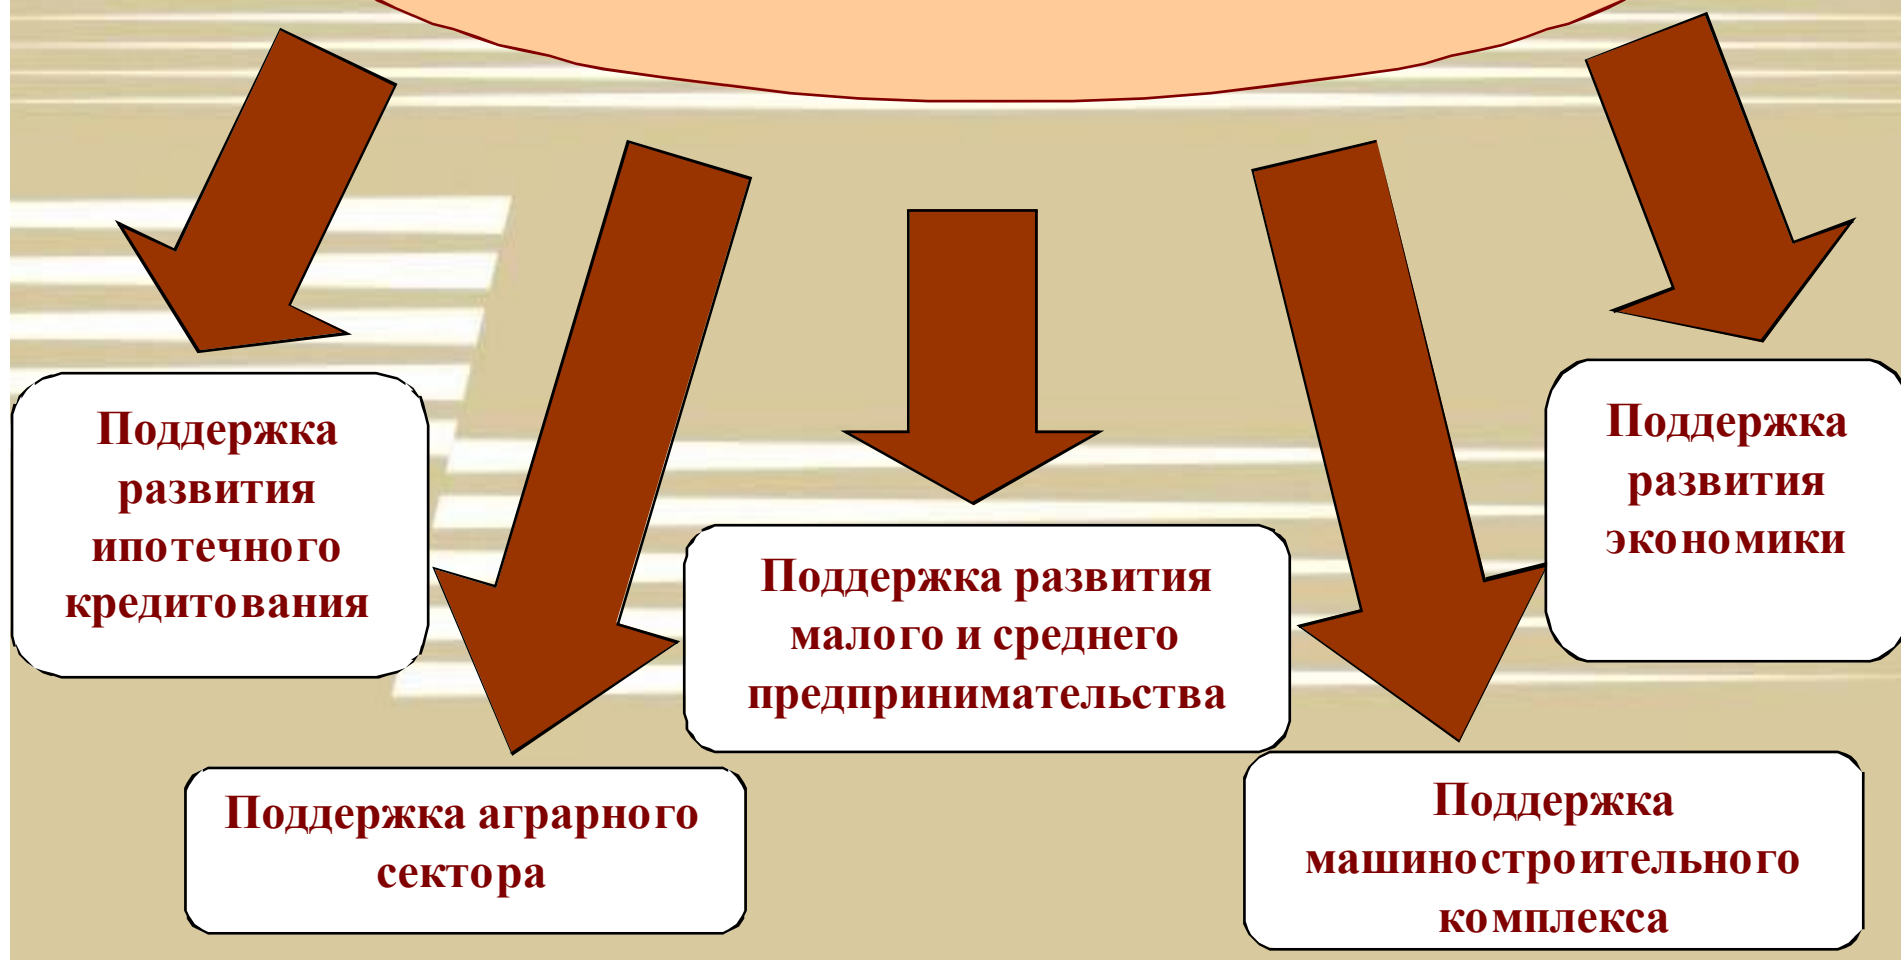 Поддержка
развития
ипотечного
кредитования
Поддержка аграрного
сектора
Поддержка развития
малого и среднего
предпринимательства
Поддержка
машиностроительного
комплекса
Поддержка
развития
экономики